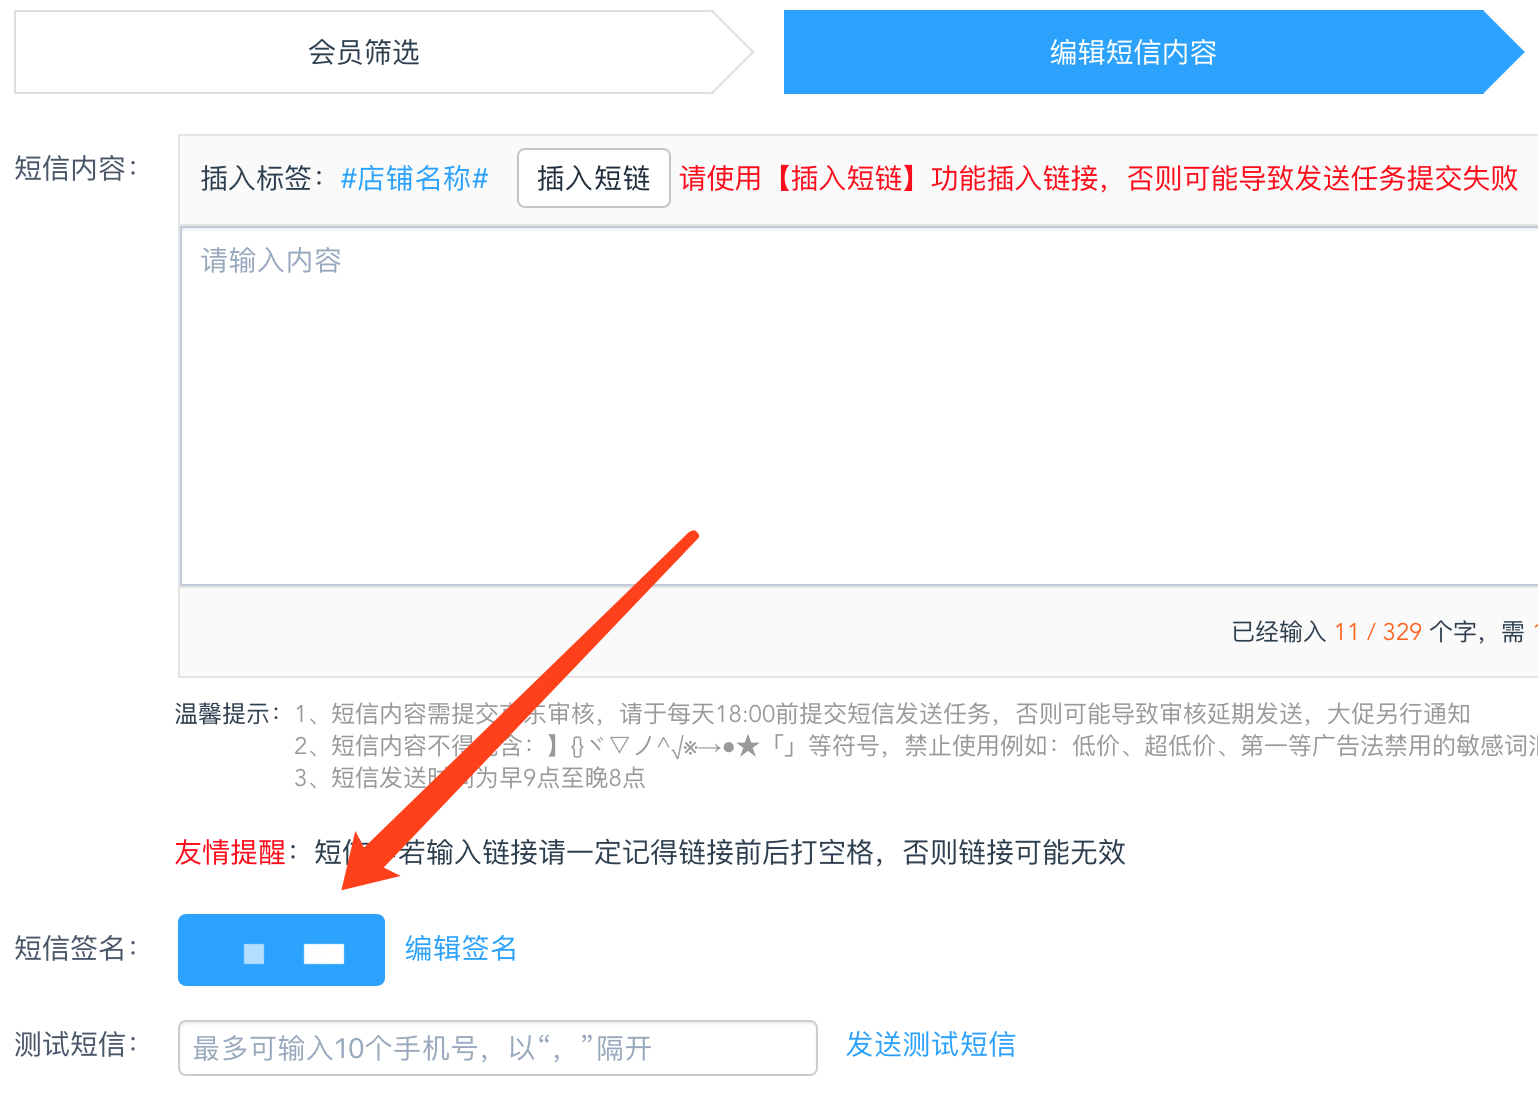 会员筛选
编辑短信内容
短信内容：
插入标签：#店铺名称# 插入短链 请使用【插入短链】功能插入链接，否则可能导致发送任务提交失败
请输入内容
已经输入 11 / 329 个字，需
温馨提示：1、短信内容需提交 东审核，请于每天18:00前提交短信发送任务，否则可能导致审核延期发送，大促另行通知
2、短信内容不得 含：】{}ヾ▽ノ^√※→●★「」等符号，禁止使用例如：低价、超低价、第一等广告法禁用的敏感词
3、短信发送时间为早9点至晚8点
友情提醒：短信 若输入链接请一定记得链接前后打空格，否则链接可能无效
短信签名： 编辑签名
测试短信：最多可输入10个手机号，以“，”隔开 发送测试短信